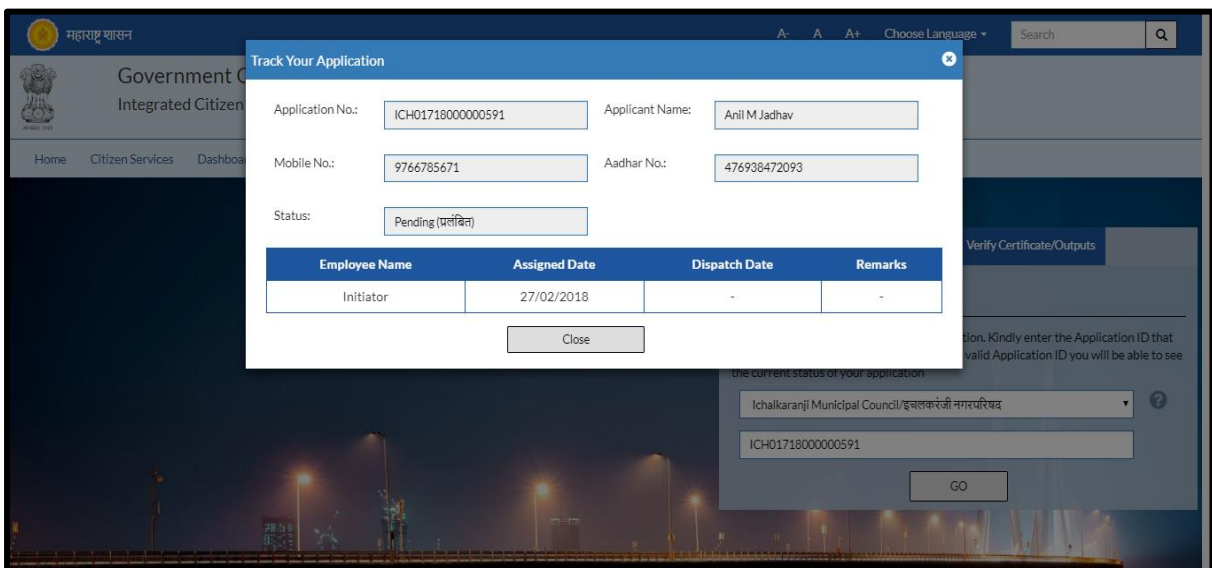 महाराष्ट्र शासन
A- A A+ Choose Language Search
Government
Integrated Citizen
Home Citizen Services
Track Your Application
Application No.: ICH01718000000591 Applicant Name: Anil M Jadhav
Mobile No.: 9766785671 Aadhar No.: 476938472093
Status: Pending (प्रलंबित)
Employee Name Assigned Date Dispatch Date Remarks
Initiator 27/02/2018 - -
Close
Verify Certificate/Outputs
Kindly enter the Application ID that
valid Application ID you will be able to see
the current status of your application
Ichalkaranji Municipal Council/इचलकरंजी नगरपरिषद
ICH01718000000591
GO